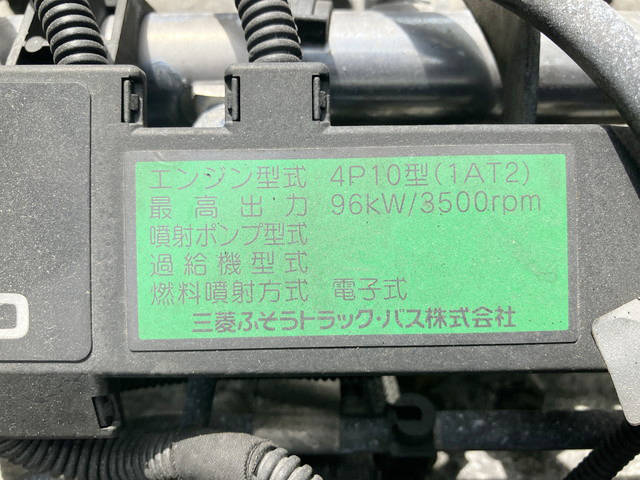 エンジン型式 4P10型(1AT2)
最高出力 96kW/3500rpm
噴射ポンプ型式
過給機型式
燃料噴射方式 電子式
三菱ふそうトラック・バス株式会社